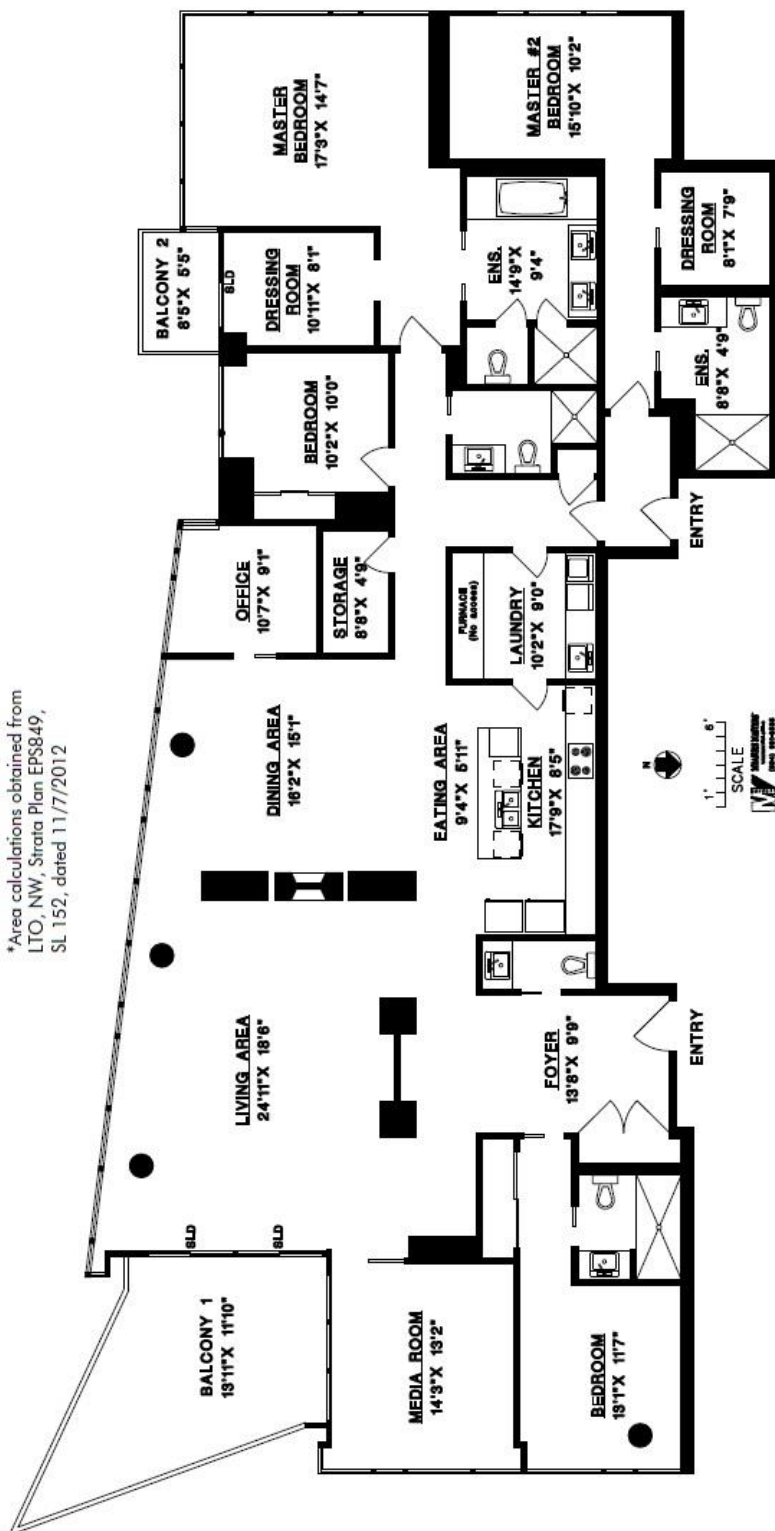 *Area calculations obtained from
LTO, NW, Strata Plan EPS849,
SL 152, dated 11/7/2012
BALCONY 1
13'11"X 11'10"
SLD
SLD
LIVING AREA
24'11"X 18'6"
DINING AREA
16'2"X 15'1"
OFFICE
10'7"X 9'1"
STORAGE
8'8"X 4'9"
BEDROOM
10'2"X 10'0"
BALCONY 2
8'5"X 5'5"
SLD
DRESSING
ROOM
10'11"X 8'1"
MASTER
BEDROOM
17'3"X 14'7"
MEDIA ROOM
14'3"X 13'2"
BEDROOM
13'1"X 11'7"
FOYER
13'8"X 9'9"
ENTRY
EATING AREA
9'4"X 5'11"
KITCHEN
17'9"X 8'5"
FURNACE
(No access)
LAUNDRY
10'2"X 9'0"
ENS.
14'9"X
9'4"
MASTER #2
BEDROOM
15'10"X 10'2"
DRESSING
ROOM
8'1"X 7'9"
ENS.
8'8"X 4'9"
ENTRY
N
1' 6'
SCALE